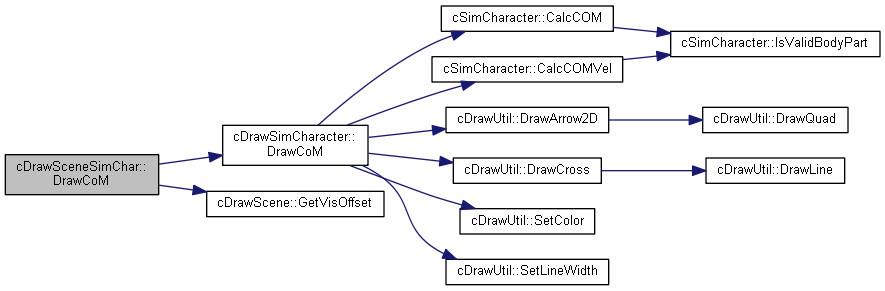 cSimCharacter::CalcCOM
cSimCharacter::IsValidBodyPart
cSimCharacter::CalcCOMVel
cDrawUtil::DrawArrow2D
cDrawUtil::DrawQuad
cDrawSimCharacter::
DrawCoM
cDrawSceneSimChar::
DrawCoM
cDrawUtil::DrawCross
cDrawUtil::DrawLine
cDrawScene::GetVisOffset
cDrawUtil::SetColor
cDrawUtil::SetLineWidth